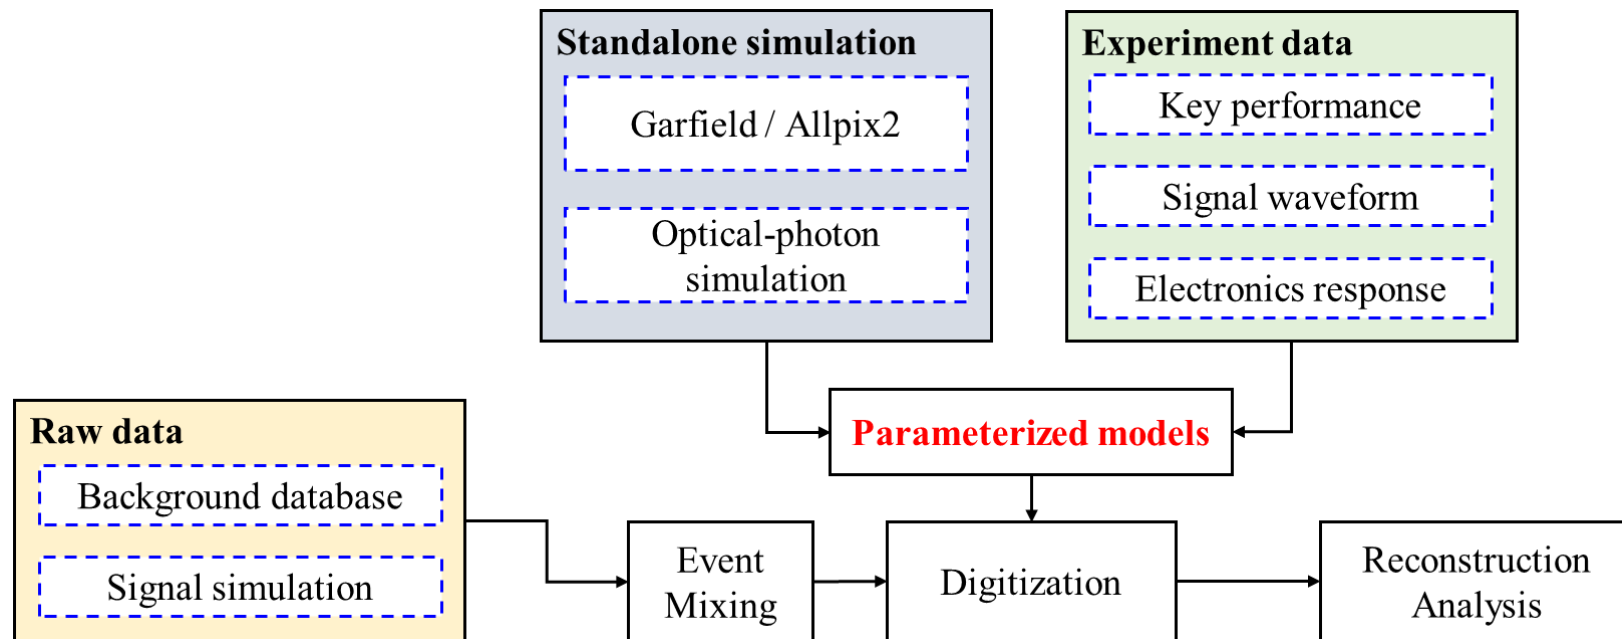 Standalone simulation
Garfield / Allpix2
Optical-photon
simulation
Experiment data
Key performance
Signal waveform
Electronics response
Parameterized models
Raw data
Background database
Signal simulation
Event
Mixing
Digitization
Reconstruction
Analysis